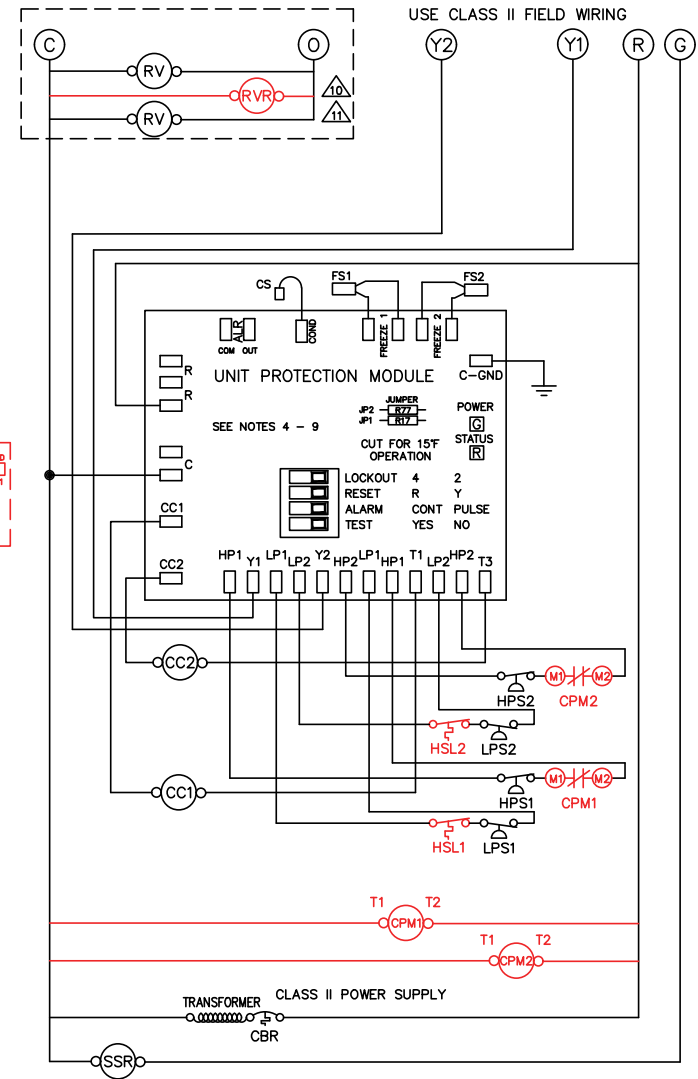 USE CLASS II FIELD WIRING
C O Y2 Y1 R G
RV
RVR 10
RV 11
CS FS1 FS2
COM ALR OUT COND FREEZE 1 FREEZE 2
R
R
UNIT PROTECTION MODULE C-GND
JUMPER
JP2 R77
JP1 R17
POWER
G
STATUS
R
SEE NOTES 4 - 9
CUT FOR 15°F
OPERATION
C
LOCKOUT 4 2
RESET R Y
ALARM CONT PULSE
TEST YES NO
CC1
CC2
HP1 Y1 LP1 LP2 Y2 HP2 LP1 HP1 T1 LP2 HP2 T3
CC2
M1 M2
HPS2 CPM2
HSL2 LPS2
CC1
M1 M2
HPS1 CPM1
HSL1 LPS1
T1 T2
CPM1
T1 T2
CPM2
TRANSFORMER CLASS II POWER SUPPLY
CBR
SSR